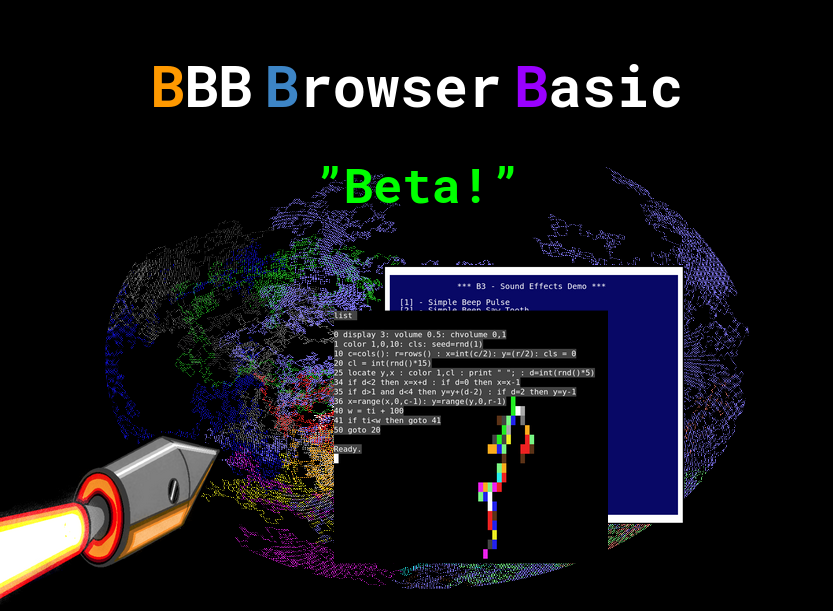 BBB Browser Basic
"Beta!"
*** B3 - Sound Effects Demo ***
[1] - Simple Beep Pulse
[2] - Simple Beep Saw Tooth
list
0 display 3: volume 0.5: chvolume 0,1
1 color 1,0,10: cls: seed=rnd(1)
10 c=cols(): r=rows() : x=int(c/2): y=(r/2): cls = 0
20 cl = int(rnd()*15)
25 locate y,x : color 1,cl : print " "; : d=int(rnd()*5)
34 if d<2 then x=x+d : if d=0 then x=x-1
35 if d>1 and d<4 then y=y+(d-2) : if d=2 then y=y-1
36 x=range(x,0,c-1): y=range(y,0,r-1)
40 w = ti + 100
41 if ti<w then goto 41
50 goto 20
Ready.